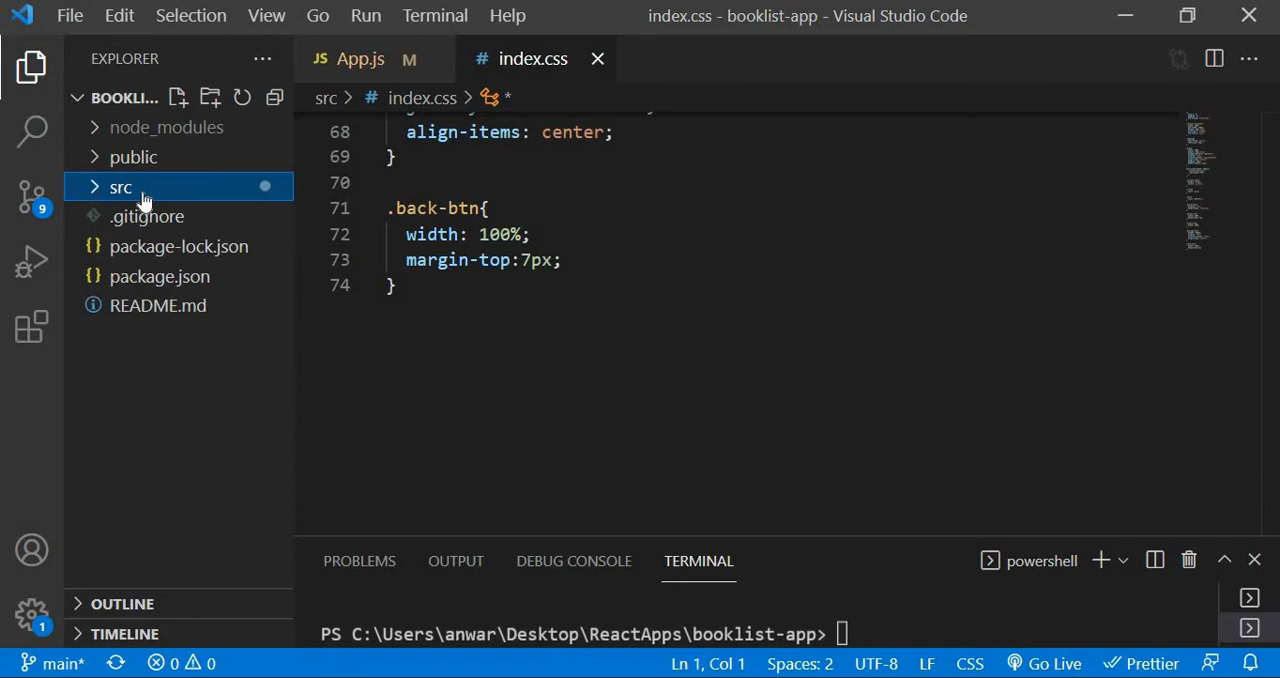 File Edit Selection View Go Run Terminal Help index.css - booklist-app - Visual Studio Code
EXPLORER ...
JS App.js M # index.css
BOOKLI...
src > # index.css > *
node_modules
public
src
.gitignore
package-lock.json
package.json
README.md
68 align-items: center;
69 }
70
71 .back-btn{
72 width: 100%;
73 margin-top:7px;
74 }
PROBLEMS OUTPUT DEBUG CONSOLE TERMINAL powershell
PS C:\Users\anwar\Desktop\ReactApps\booklist-app>
OUTLINE
TIMELINE
9
1
main* 0 0 Ln 1, Col 1 Spaces: 2 UTF-8 LF CSS Go Live Prettier